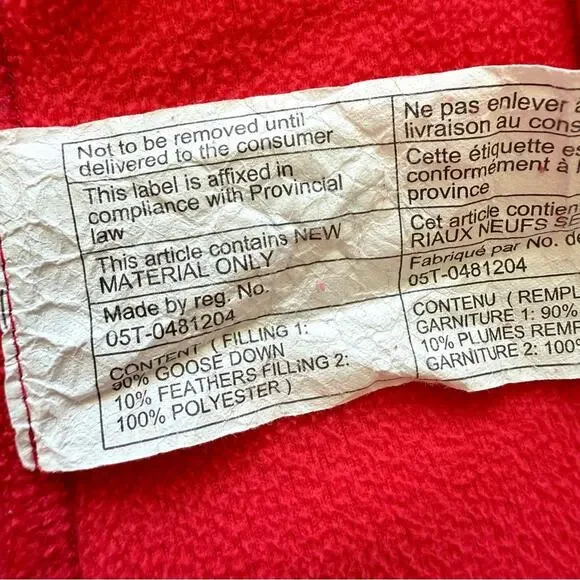 Not to be removed until
delivered to the consumer
This label is affixed in
compliance with Provincial
law
This article contains NEW
MATERIAL ONLY
Made by reg. No.
05T-0481204
CONTENT ( FILLING 1:
90% GOOSE DOWN
10% FEATHERS FILLING 2:
100% POLYESTER )
Ne pas enlever
livraison au
Cette étiquette
conformément à
province
Cet article
RIAUX NEUFS
Fabriqué par No.
05T-0481204
CONTENU (
GARNITURE 1: 90%
10% PLUMES
GARNITURE 2: